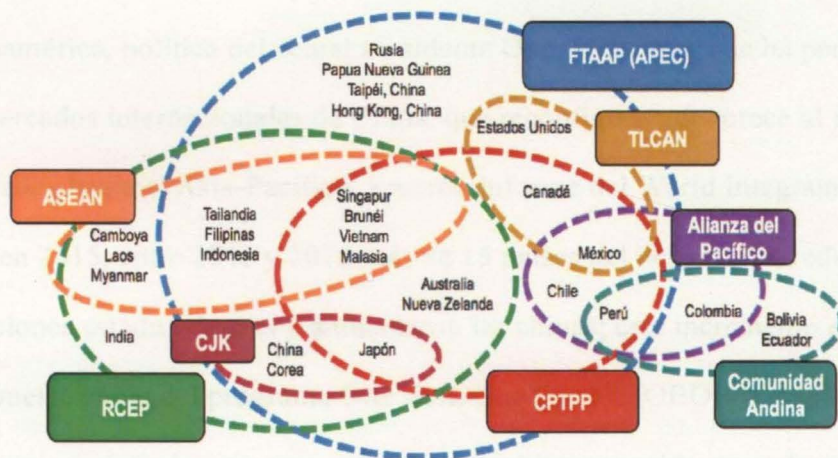 Rusia
Papua Nueva Guinea
Taipéi, China
Hong Kong, China
FTAAP (APEC)
Estados Unidos
TLCAN
ASEAN
Canadá
Singapur
Brunéi
Vietnam
Malasia
Tailandia
Filipinas
Indonesia
Camboya
Laos
Myanmar
Alianza del
Pacífico
México
Australia
Nueva Zelanda
Chile
Perú
Colombia
Bolivia
Ecuador
India
CJK
China
Corea
Japón
RCEP
CPTPP
Comunidad
Andina